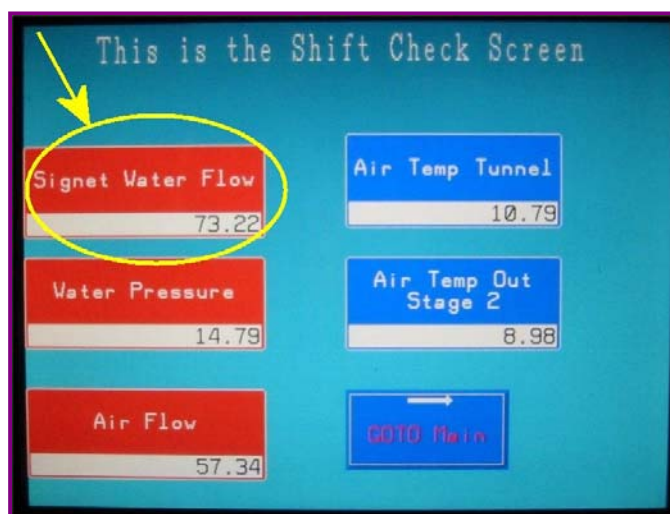 This is the Shift Check Screen
Signet Water Flow
73.22
Air Temp Tunnel
10.79
Water Pressure
14.79
Air Temp Out
Stage 2
8.98
Air Flow
57.34
GOTO Main